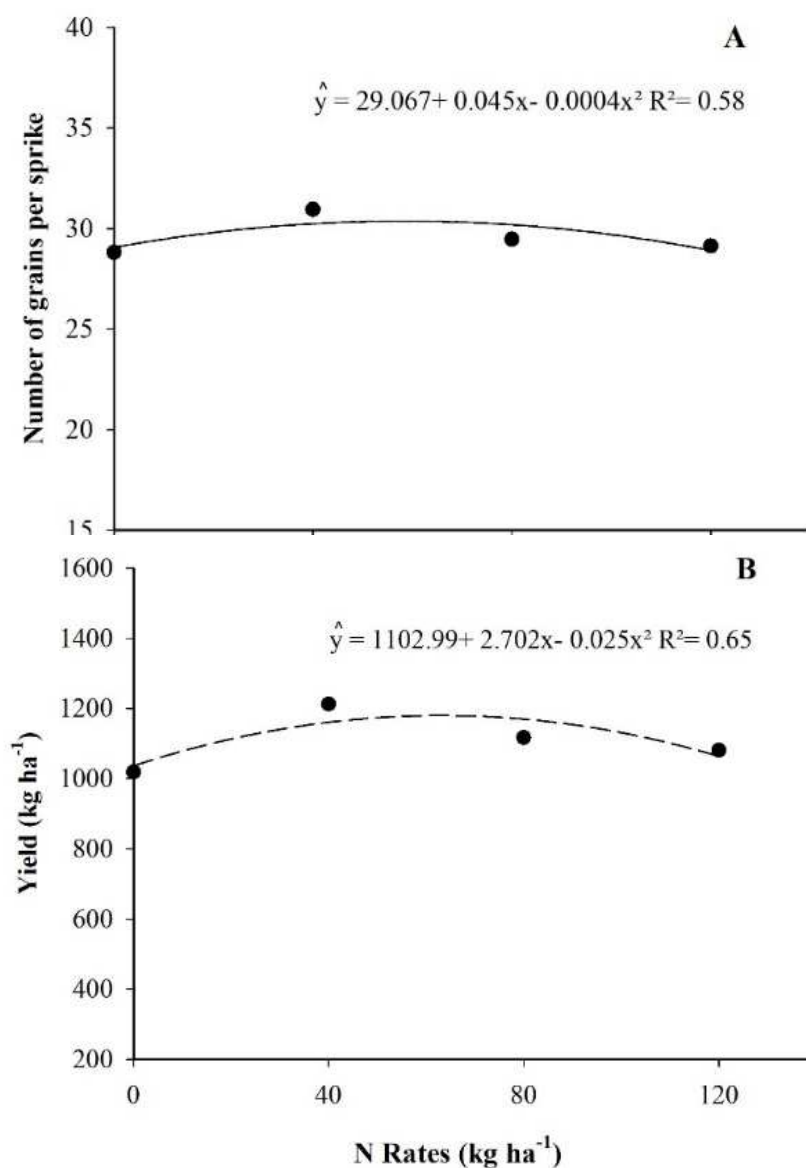 A
ŷ = 29.067+ 0.045x- 0.0004x² R²= 0.58
Number of grains per sprike
40
35
30
25
20
15
B
ŷ = 1102.99+ 2.702x- 0.025x² R²= 0.65
Yield (kg ha⁻¹)
1600
1400
1200
1000
800
600
400
200
0 40 80 120
N Rates (kg ha⁻¹)